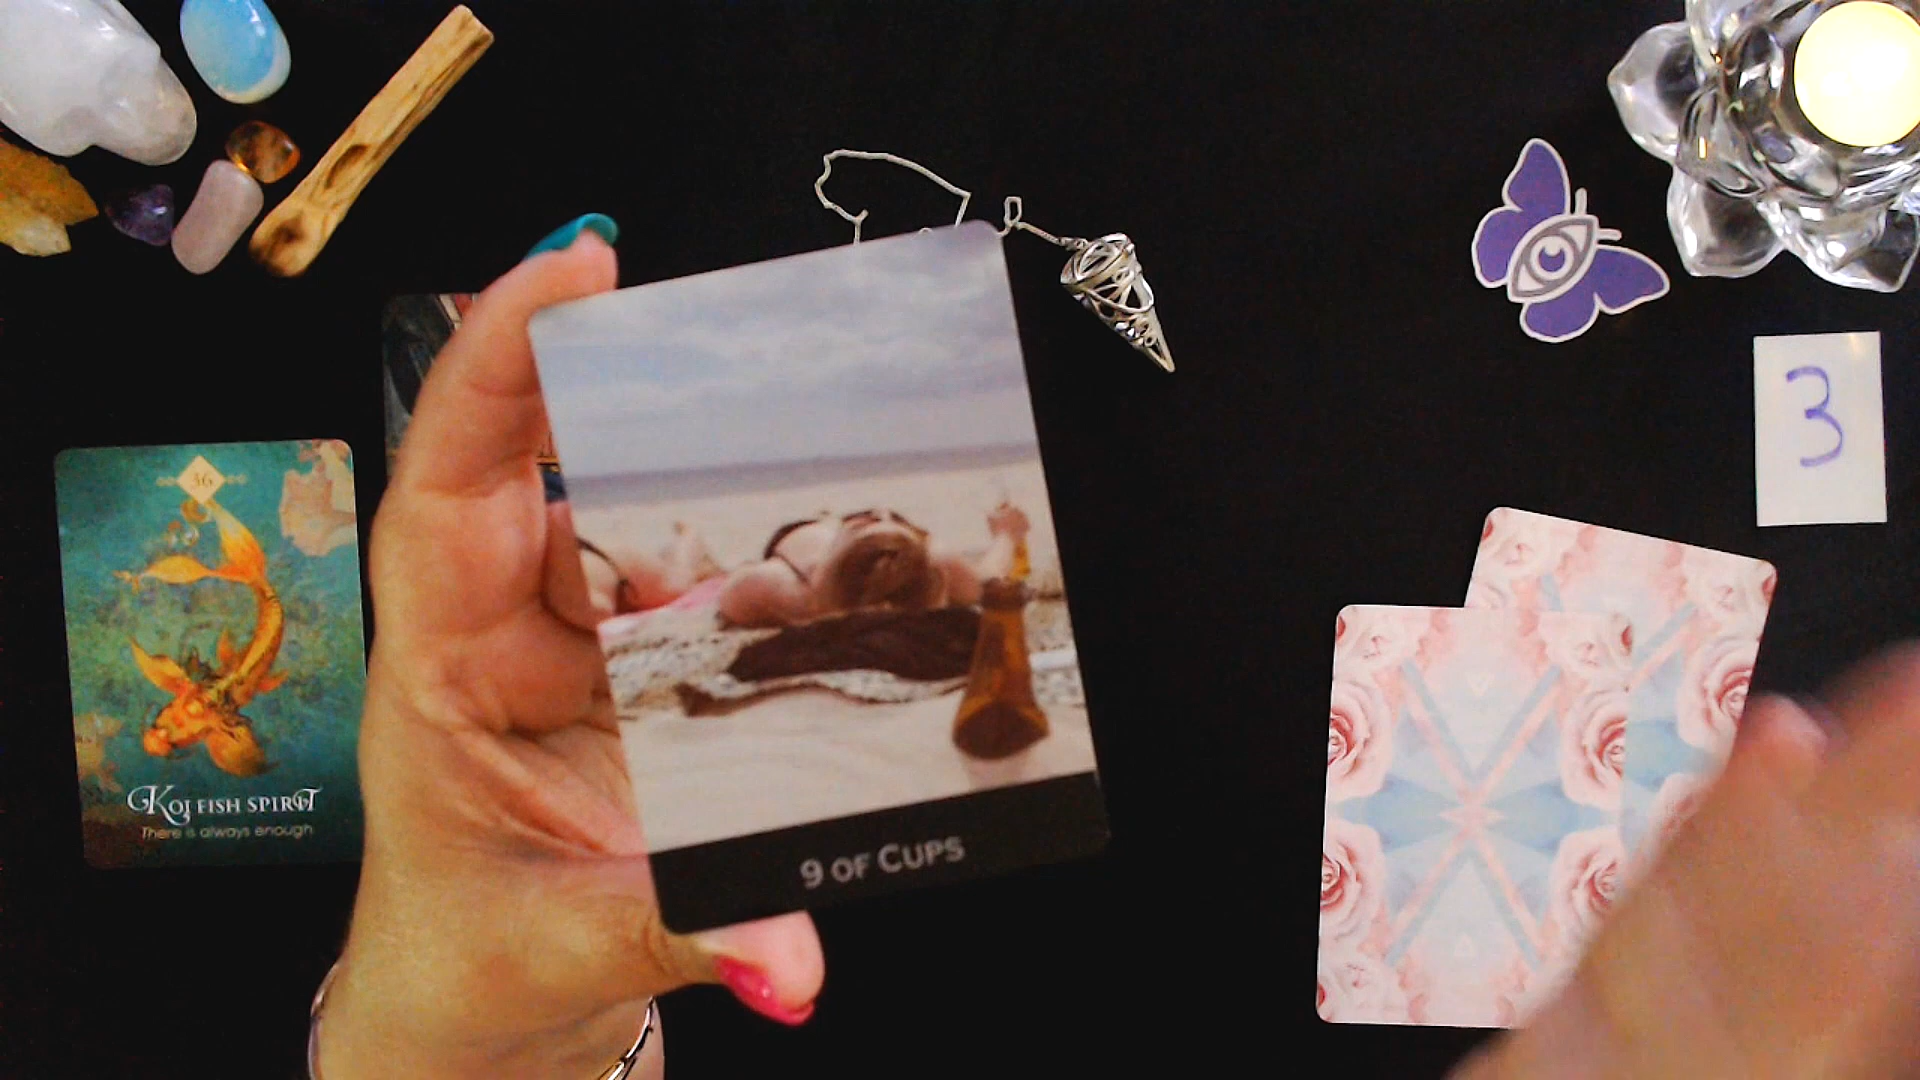 36
KOI FISH SPIRIT
There is always enough
9 OF CUPS
3